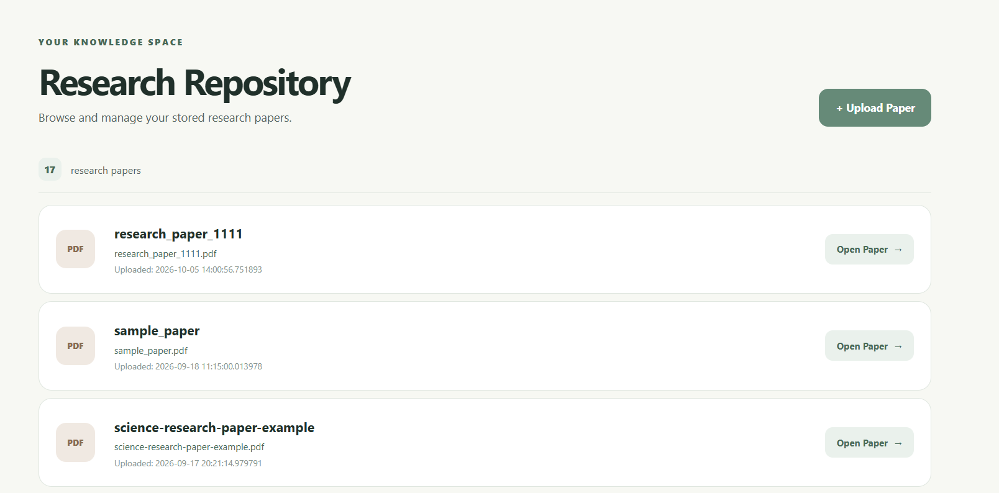 YOUR KNOWLEDGE SPACE
Research Repository
Browse and manage your stored research papers.
+ Upload Paper
17 research papers
PDF
research_paper_1111
research_paper_1111.pdf
Uploaded: 2026-10-05 14:00:56.751893
Open Paper →
PDF
sample_paper
sample_paper.pdf
Uploaded: 2026-09-18 11:15:00.013978
Open Paper →
PDF
science-research-paper-example
science-research-paper-example.pdf
Uploaded: 2026-09-17 20:21:14.979791
Open Paper →